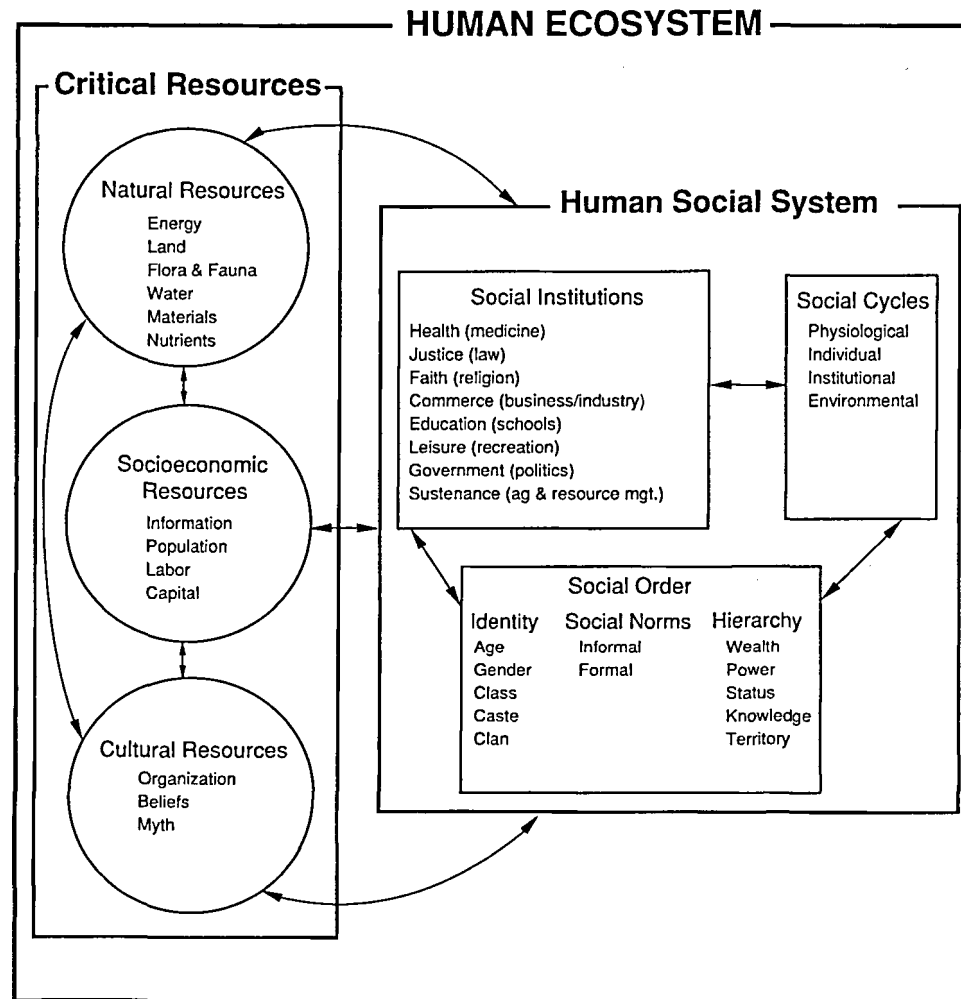 HUMAN ECOSYSTEM
Critical Resources
Natural Resources
Energy
Land
Flora & Fauna
Water
Materials
Nutrients
Socioeconomic
Resources
Information
Population
Labor
Capital
Cultural Resources
Organization
Beliefs
Myth
Human Social System
Social Institutions
Health (medicine)
Justice (law)
Faith (religion)
Commerce (business/industry)
Education (schools)
Leisure (recreation)
Government (politics)
Sustenance (ag & resource mgt.)
Social Cycles
Physiological
Individual
Institutional
Environmental
Social Order
Identity
Age
Gender
Class
Caste
Clan
Social Norms
Informal
Formal
Hierarchy
Wealth
Power
Status
Knowledge
Territory